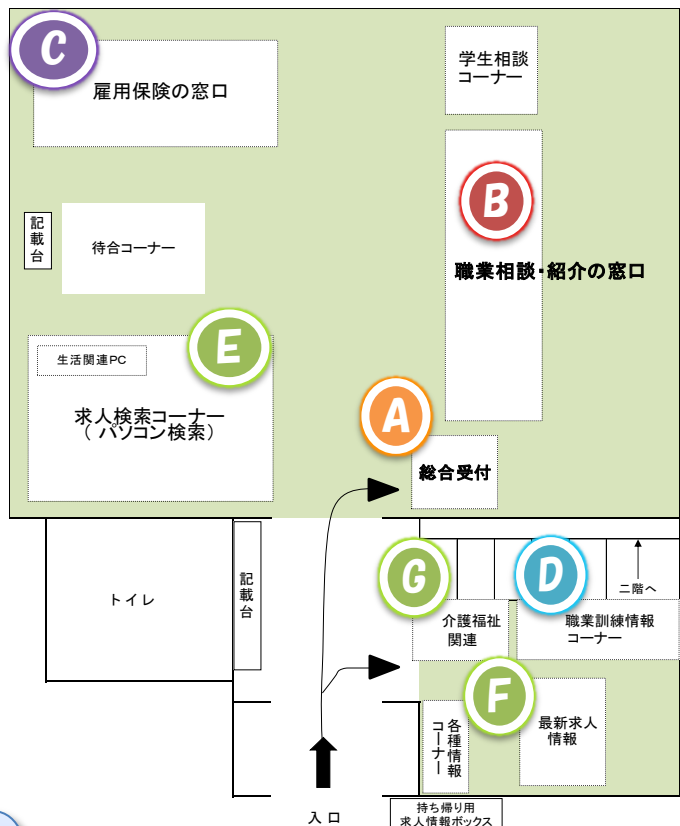 C
雇用保険の窓口
学生相談
コーナー
B
職業相談・紹介の窓口
記載台
待合コーナー
E
生活関連PC
求人検索コーナー
（ パソコン検索）
A
総合受付
トイレ
記載台
G
介護福祉
関連
D
職業訓練情報
コーナー
二階へ
F
各種情報
コーナー
最新求人
情報
入口
持ち帰り用
求人情報ボックス